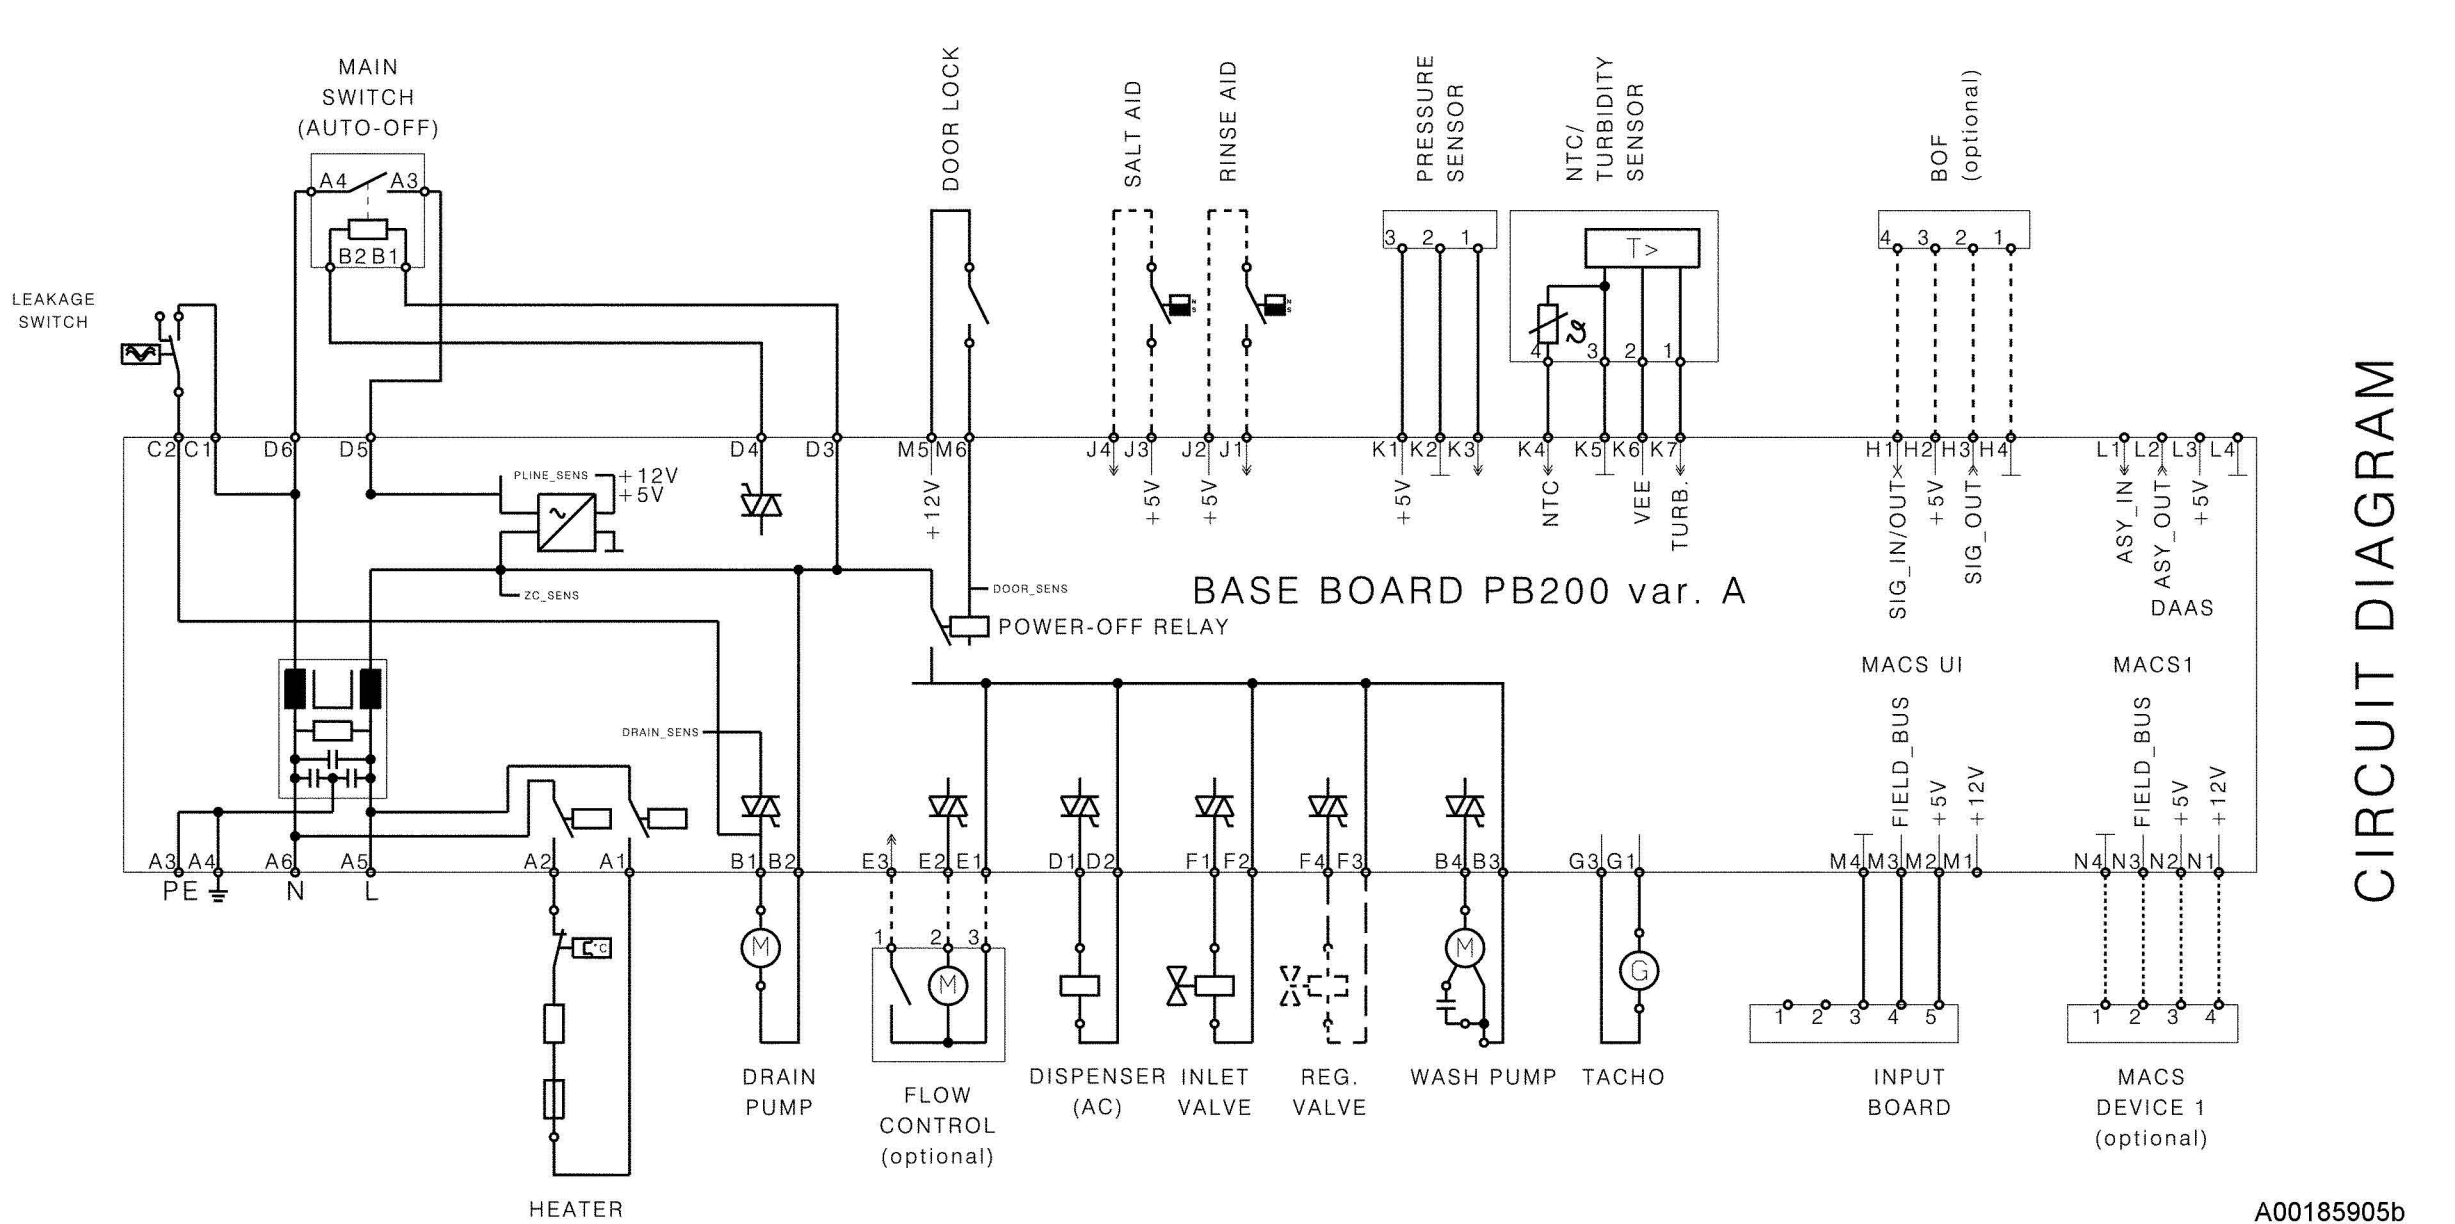 MAIN
SWITCH
(AUTO-OFF)
A4 A3
B2 B1
LEAKAGE
SWITCH
DOOR LOCK
SALT AID
RINSE AID
PRESSURE
SENSOR
3 2 1
NTC/
TURBIDITY
SENSOR
T>
4 3 2 1
BOF
(optional)
4 3 2 1
C2 C1 D6 D5 D4 D3 M5 M6 J4 J3 J2 J1 K1 K2 K3 K4 K5 K6 K7 H1 H2 H3 H4 L1 L2 L3 L4
PLINE_SENS
+12V
+5V
ZC_SENS
+12V
+5V
+5V
+5V
NTC
VEE
TURB.
SIG_IN/OUT
+5V
SIG_OUT
ASY_IN
ASY_OUT
+5V
DAAS
DOOR_SENS
BASE BOARD PB200 var. A
POWER-OFF RELAY
DRAIN_SENS
MACS UI
MACS1
FIELD_BUS
+5V
+12V
FIELD_BUS
+5V
+12V
A3 A4 A6 A5 A2 A1 B1 B2 E3 E2 E1 D1 D2 F1 F2 F4 F3 B4 B3 G3 G1 M4 M3 M2 M1 N4 N3 N2 N1
PE N L
°C
M
1 2 3
M
M
G
1 2 3 4 5
1 2 3 4
HEATER
DRAIN
PUMP
FLOW
CONTROL
(optional)
DISPENSER
(AC)
INLET
VALVE
REG.
VALVE
WASH PUMP
TACHO
INPUT
BOARD
MACS
DEVICE 1
(optional)
CIRCUIT DIAGRAM
A00185905b